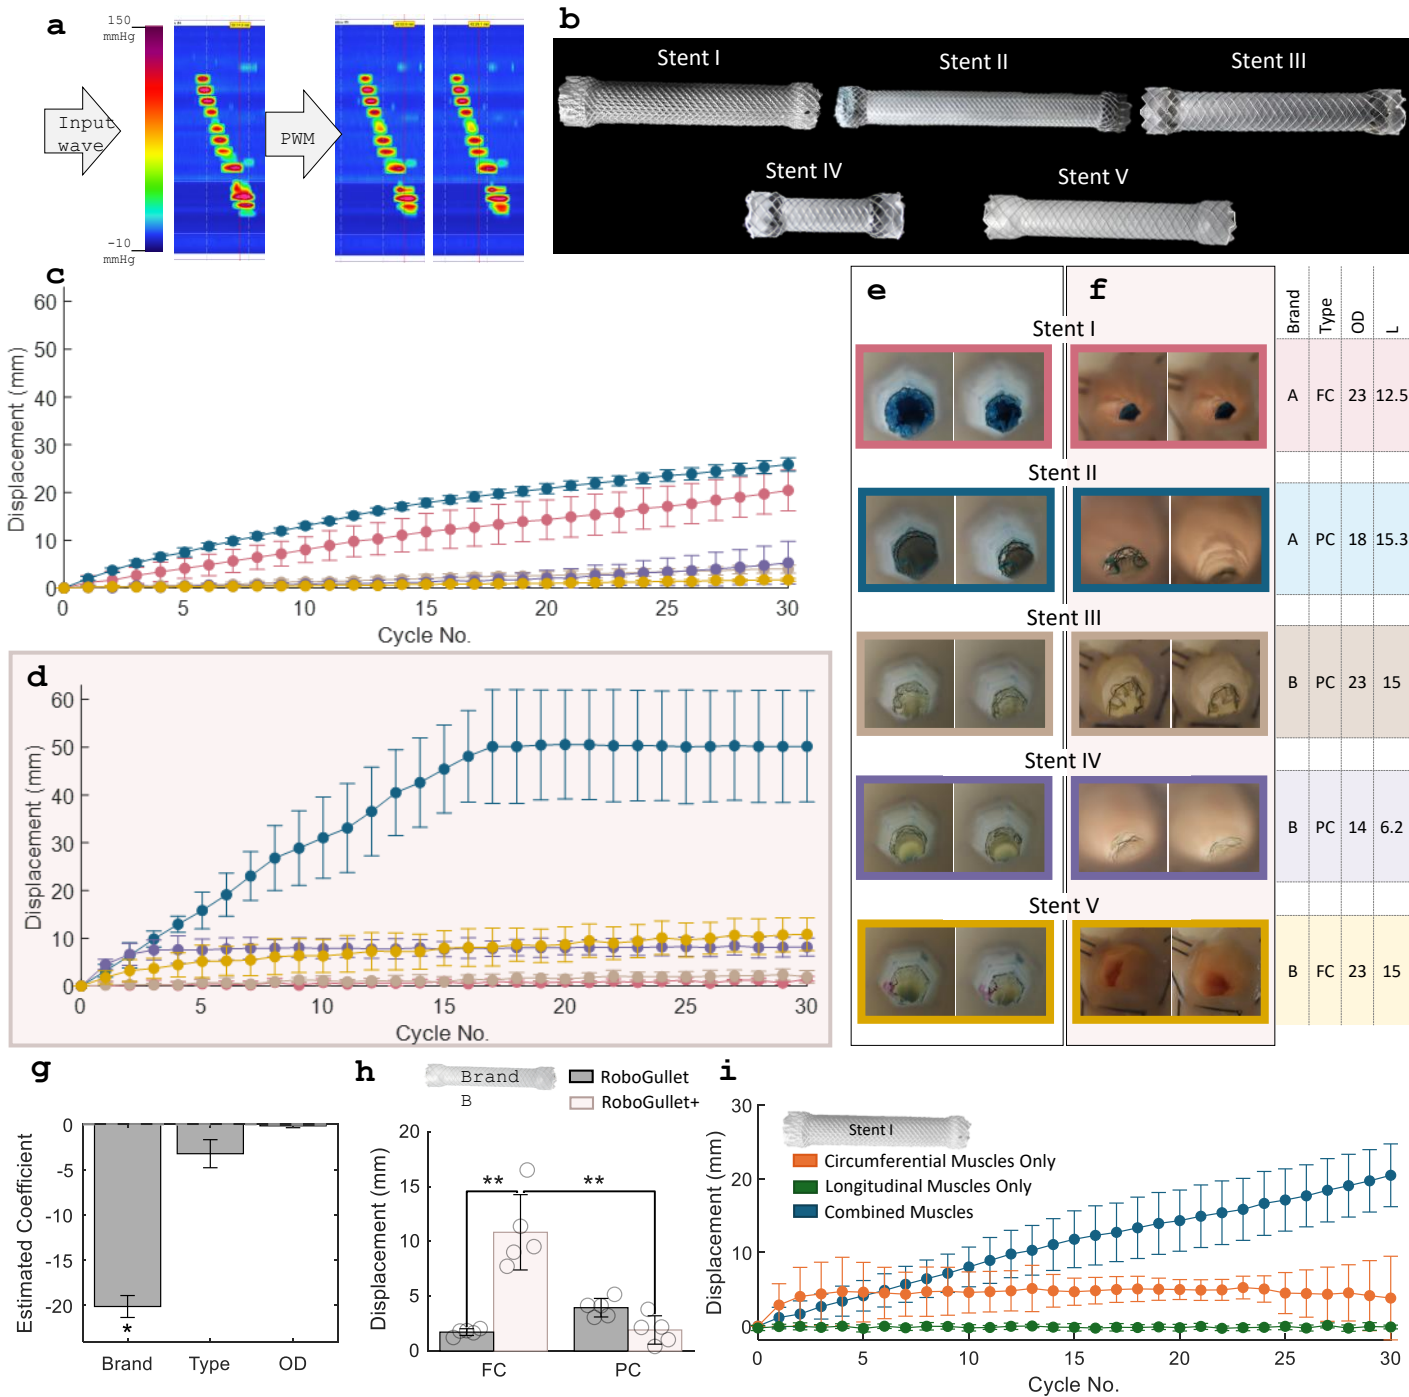 a
150
mmHg
-10
mmHg
Input
wave
PWM
b
Stent I
Stent II
Stent III
Stent IV
Stent V
c
60
50
40
30
20
10
0
Displacement (mm)
0
5
10
15
20
25
30
Cycle No.
d
60
50
40
30
20
10
0
Displacement (mm)
0
5
10
15
20
25
30
Cycle No.
e
f
Brand
Type
OD
L
Stent I
A
FC
23
12.5
Stent II
A
PC
18
15.3
Stent III
B
PC
23
15
Stent IV
B
PC
14
6.2
Stent V
B
FC
23
15
g
0
-5
-10
-15
-20
Estimated Coefficient
*
Brand
Type
OD
h
Brand
B
RoboGullet
RoboGullet+
20
15
10
5
0
Displacement (mm)
**
**
FC
PC
i
30
20
10
0
Displacement (mm)
Stent I
Circumferential Muscles Only
Longitudinal Muscles Only
Combined Muscles
0
5
10
15
20
25
30
Cycle No.